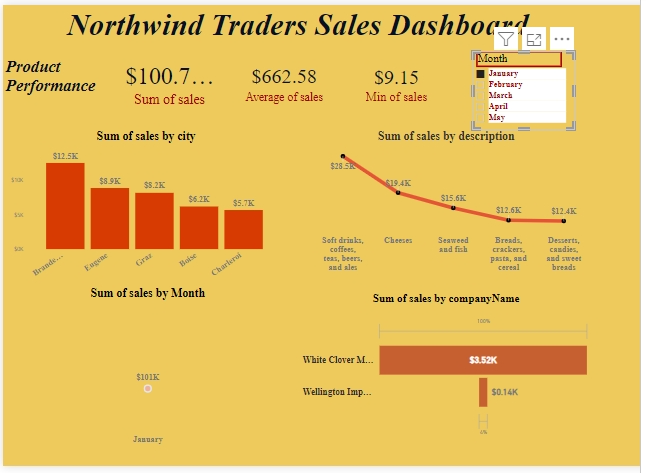 Northwind Traders Sales Dashboard
Product
Performance
$100.7...
Sum of sales
$662.58
Average of sales
$9.15
Min of sales
Month
January
February
March
April
May
Sum of sales by city
$12.5K
$8.9K
$8.2K
$6.2K
$5.7K
$10K
$5K
$0K
Brande...
Eugene
Graz
Boise
Charleroi
Sum of sales by description
$28.5K
$19.4K
$15.6K
$12.6K
$12.4K
Soft drinks,
coffees,
teas, beers,
and ales
Cheeses
Seaweed
and fish
Breads,
crackers,
pasta, and
cereal
Desserts,
candies,
and sweet
breads
Sum of sales by Month
$101K
January
Sum of sales by companyName
100%
White Clover M...
$3.52K
Wellington Imp...
$0.14K
4%